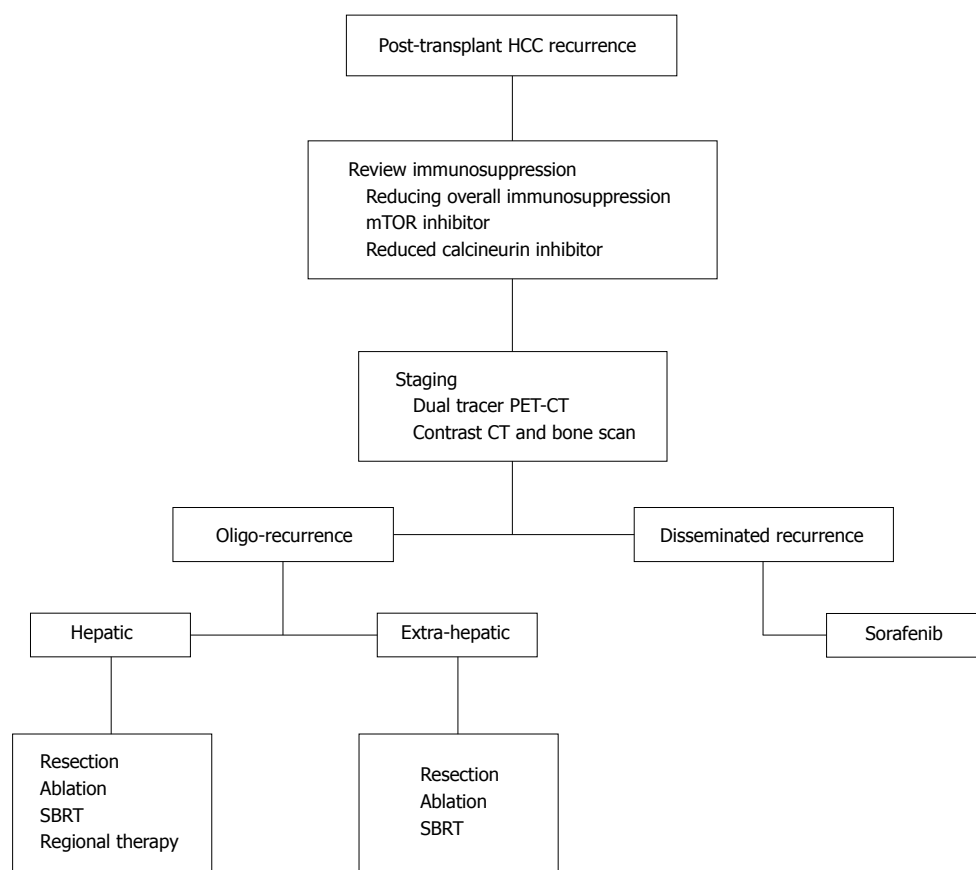 Post-transplant HCC recurrence
Review immunosuppression
Reducing overall immunosuppression
mTOR inhibitor
Reduced calcineurin inhibitor
Staging
Dual tracer PET-CT
Contrast CT and bone scan
Oligo-recurrence
Disseminated recurrence
Hepatic
Extra-hepatic
Sorafenib
Resection
Ablation
SBRT
Regional therapy
Resection
Ablation
SBRT